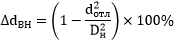 Δd_вн = (1 − d²_отл / D²_н) × 100%